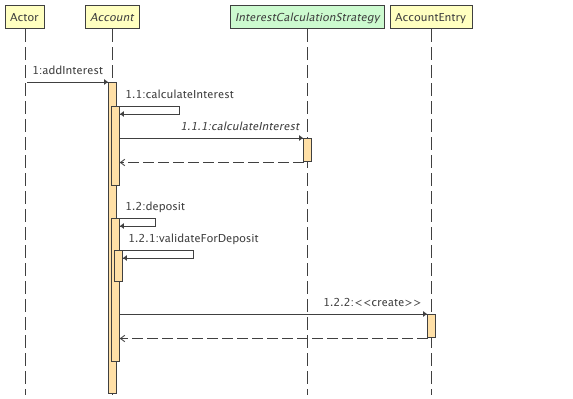 Actor
Account
InterestCalculationStrategy
AccountEntry
1:addInterest
1.1:calculateInterest
1.1.1:calculateInterest
1.2:deposit
1.2.1:validateForDeposit
1.2.2:<<create>>